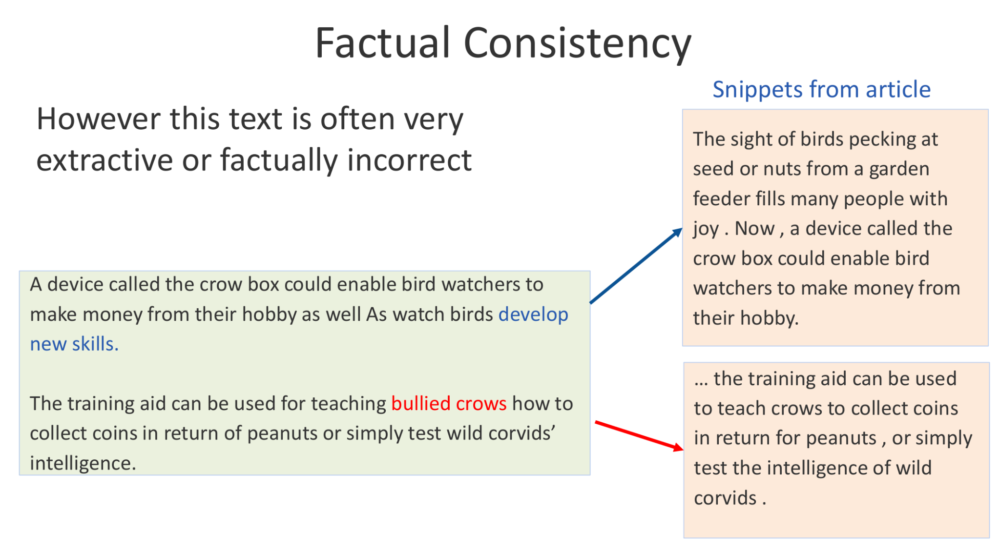 Factual Consistency
However this text is often very
extractive or factually incorrect
A device called the crow box could enable bird watchers to
make money from their hobby as well As watch birds develop
new skills.
The training aid can be used for teaching bullied crows how to
collect coins in return of peanuts or simply test wild corvids’
intelligence.
Snippets from article
The sight of birds pecking at
seed or nuts from a garden
feeder fills many people with
joy . Now , a device called the
crow box could enable bird
watchers to make money from
their hobby.
... the training aid can be used
to teach crows to collect coins
in return for peanuts , or simply
test the intelligence of wild
corvids .